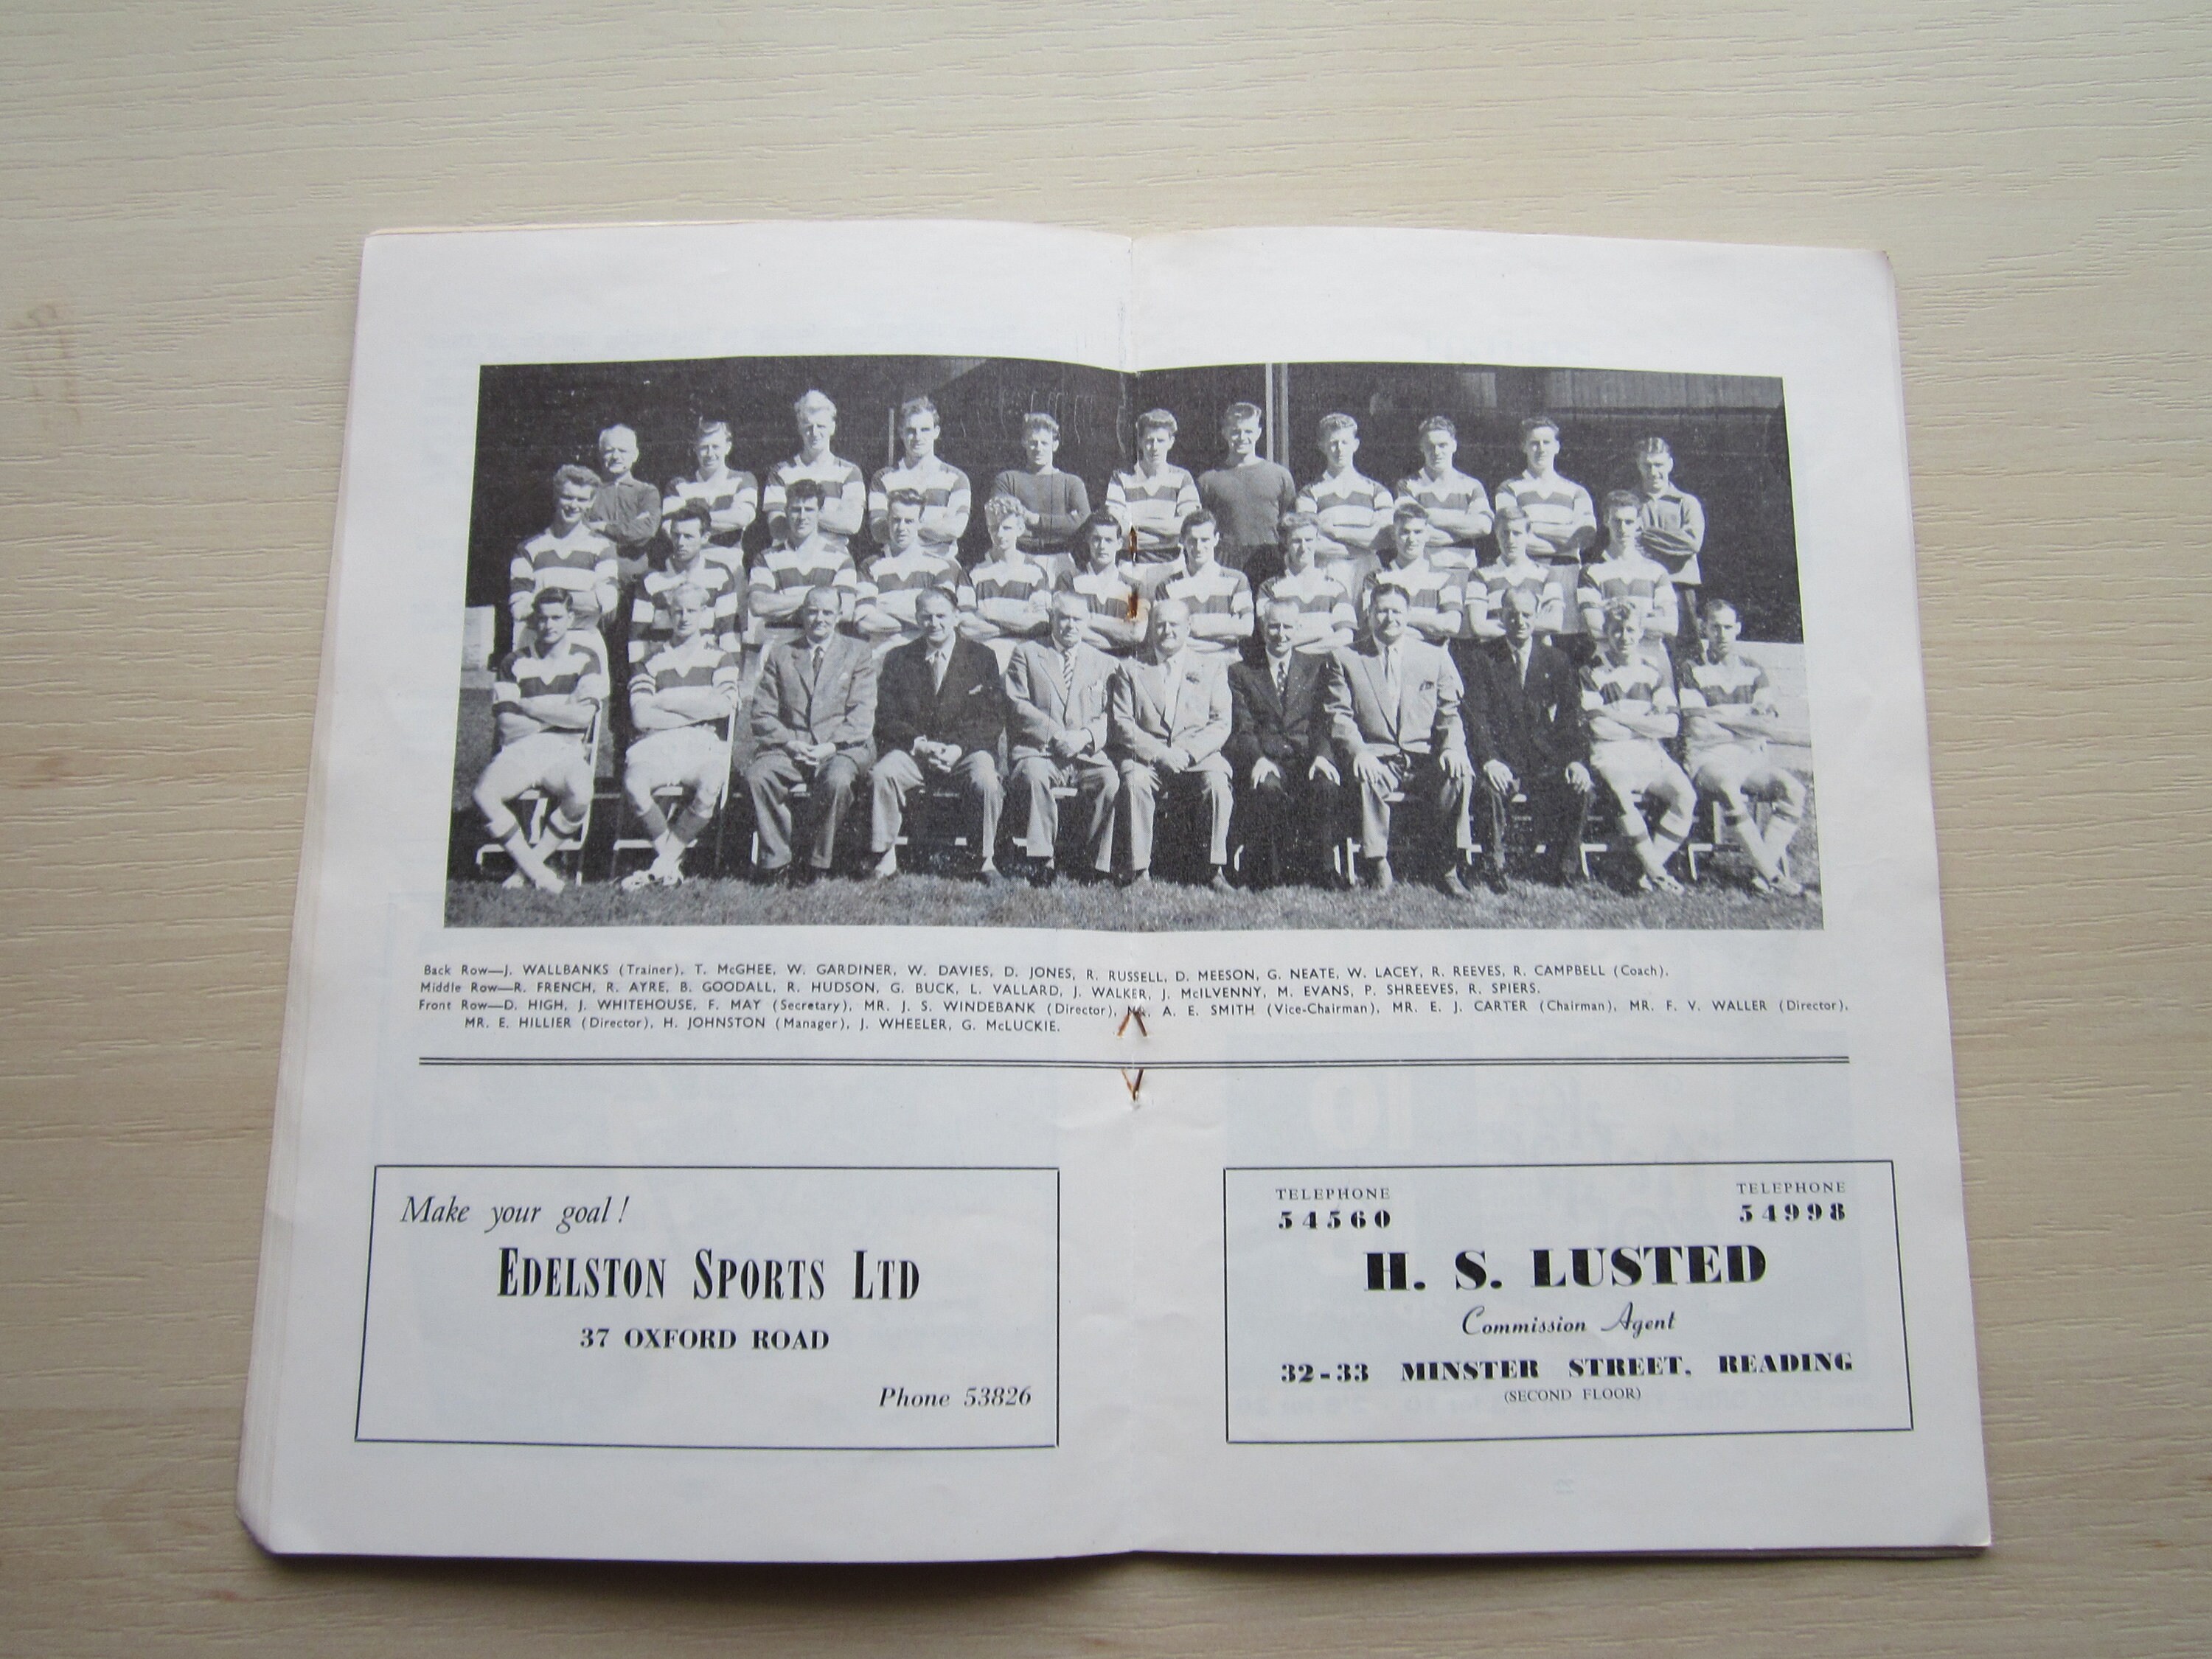 Back Row—J. WALLBANKS (Trainer), T. McGHEE, W. GARDINER, W. DAVIES, D. JONES, R. RUSSELL, D. MEESON, G. NEATE, W. LACEY, R. REEVES, R. CAMPBELL (Coach).
Middle Row—R. FRENCH, R. AYRE, B. GOODALL, R. HUDSON, G. BUCK, L. VALLARD, J. WALKER, J. McILVENNY, M. EVANS, P. SHREEVES, R. SPIERS.
Front Row—D. HIGH, J. WHITEHOUSE, F. MAY (Secretary), MR. J. S. WINDEBANK (Director), MR. A. E. SMITH (Vice-Chairman), MR. E. J. CARTER (Chairman), MR. F. V. WALLER (Director),
MR. E. HILLIER (Director), H. JOHNSTON (Manager), J. WHEELER, G. McLUCKIE.
Make your goal!
EDELSTON SPORTS LTD
37 OXFORD ROAD
Phone 53826
TELEPHONE
54560
TELEPHONE
54998
H. S. LUSTED
Commission Agent
32-33 MINSTER STREET, READING
(SECOND FLOOR)